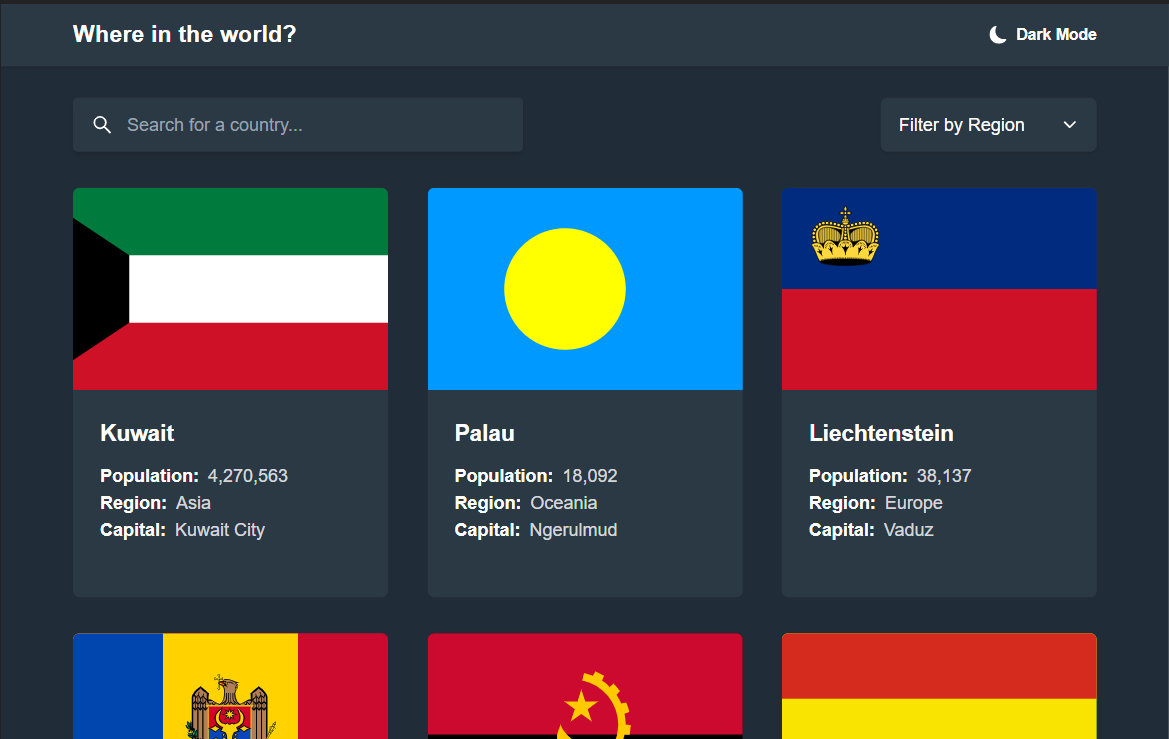 Where in the world?
Dark Mode
Search for a country...
Filter by Region
Kuwait
Population: 4,270,563
Region: Asia
Capital: Kuwait City
Palau
Population: 18,092
Region: Oceania
Capital: Ngerulmud
Liechtenstein
Population: 38,137
Region: Europe
Capital: Vaduz